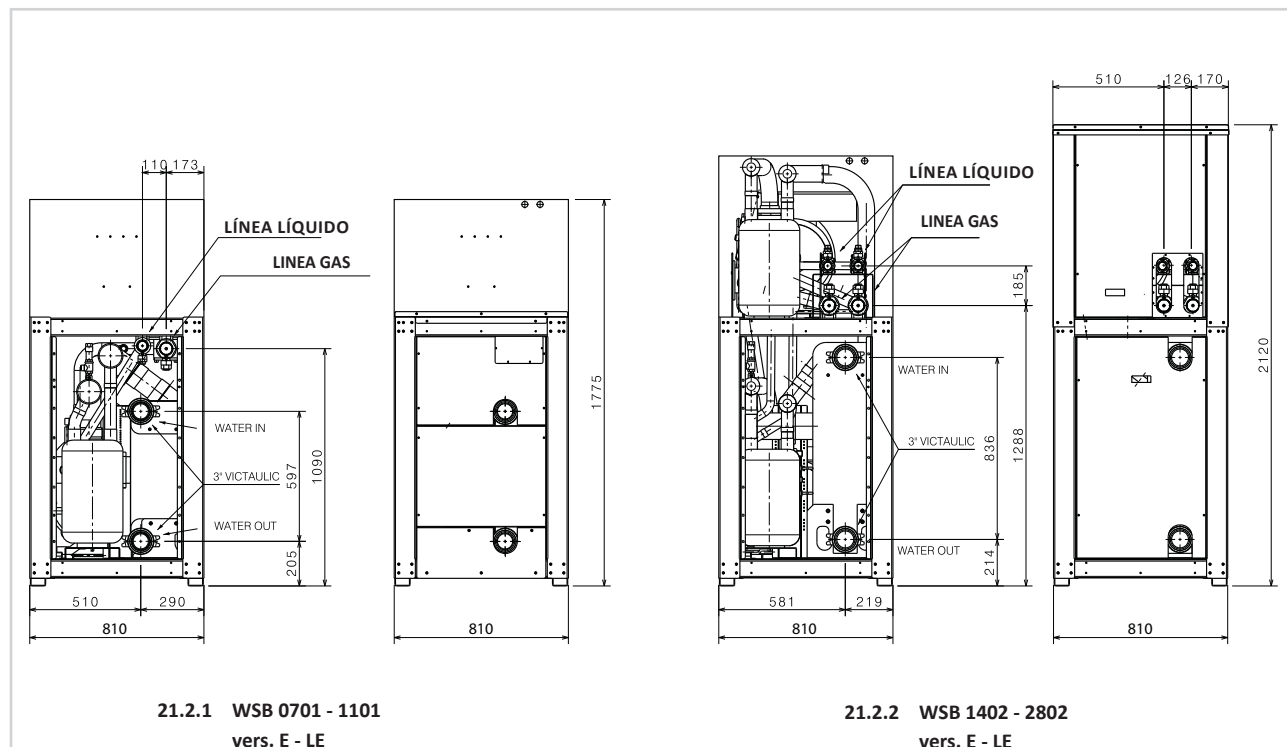 110 173
LÍNEA LÍQUIDO
LINEA GAS
WATER IN
3" VICTAULIC
WATER OUT
597
1090
205
510 290
810
1775
810
21.2.1 WSB 0701 - 1101
vers. E - LE
LÍNEA LÍQUIDO
LINEA GAS
185
WATER IN
3" VICTAULIC
836
1288
WATER OUT
214
581 219
810
510 126 170
2120
810
21.2.2 WSB 1402 - 2802
vers. E - LE